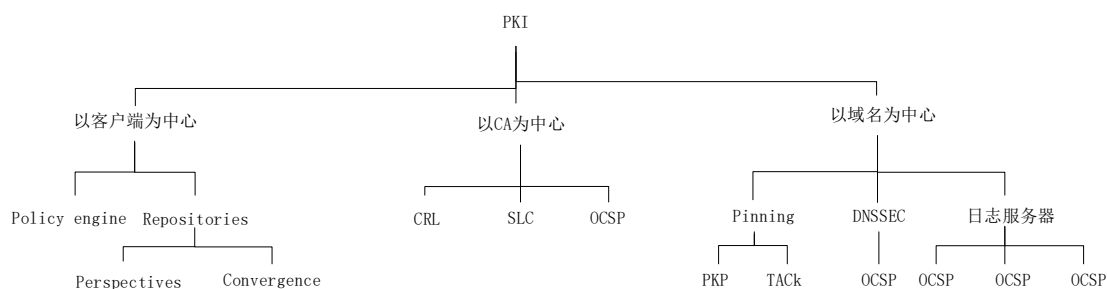 PKI
以客户端为中心 以CA为中心 以域名为中心
Policy engine Repositories CRL SLC OCSP Pinning DNSSEC 日志服务器
Perspectives Convergence PKP TACk OCSP OCSP OCSP OCSP